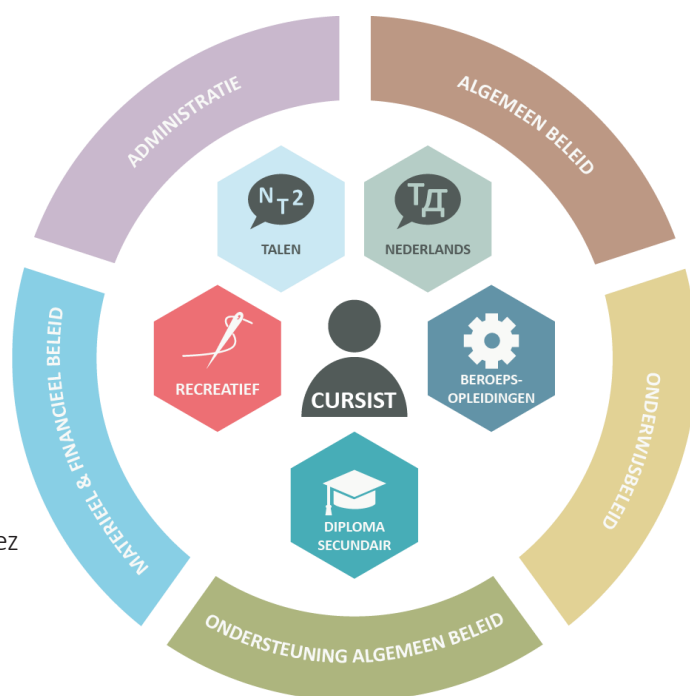 ADMINISTRATIE
ALGEMEEN BELEID
NT2
TALEN
TД
NEDERLANDS
RECREATIEF
CURSIST
BEROEPS-
OPLEIDINGEN
DIPLOMA
SECUNDAIR
MATERIEEL & FINANCIEEL BELEID
ONDERWIJSBELEID
ez
ONDERSTEUNING ALGEMEEN BELEID